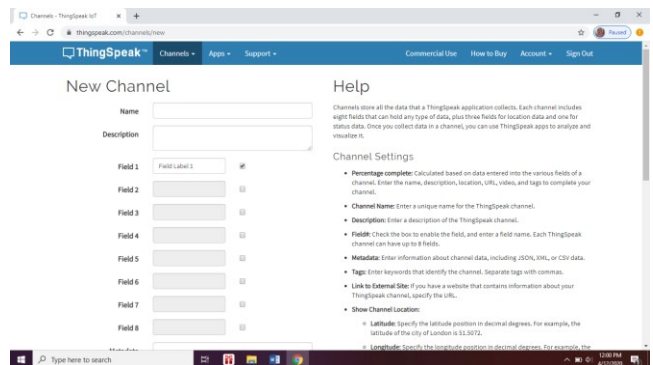 Channels - ThingSpeak IoT
thingspeak.com/channels/new
Paused
ThingSpeak™ Channels Apps Support Commercial Use How to Buy Account Sign Out
New Channel
Name
Description
Field 1 Field Label 1
Field 2
Field 3
Field 4
Field 5
Field 6
Field 7
Field 8
Metadata
Help
Channels store all the data that a ThingSpeak application collects. Each channel includes
eight fields that can hold any type of data, plus three fields for location data and one for
status data. Once you collect data in a channel, you can use ThingSpeak apps to analyze and
visualize it.
Channel Settings
• Percentage complete: Calculated based on data entered into the various fields of a
channel. Enter the name, description, location, URL, video, and tags to complete your
channel.
• Channel Name: Enter a unique name for the ThingSpeak channel.
• Description: Enter a description of the ThingSpeak channel.
• Field#: Check the box to enable the field, and enter a field name. Each ThingSpeak
channel can have up to 8 fields.
• Metadata: Enter information about channel data, including JSON, XML, or CSV data.
• Tags: Enter keywords that identify the channel. Separate tags with commas.
• Link to External Site: If you have a website that contains information about your
ThingSpeak channel, specify the URL.
• Show Channel Location:
Latitude: Specify the latitude position in decimal degrees. For example, the
latitude of the city of London is 51.5072.
Longitude: Specify the longitude position in decimal degrees. For example, the
Type here to search
12:00 PM
4/12/2020